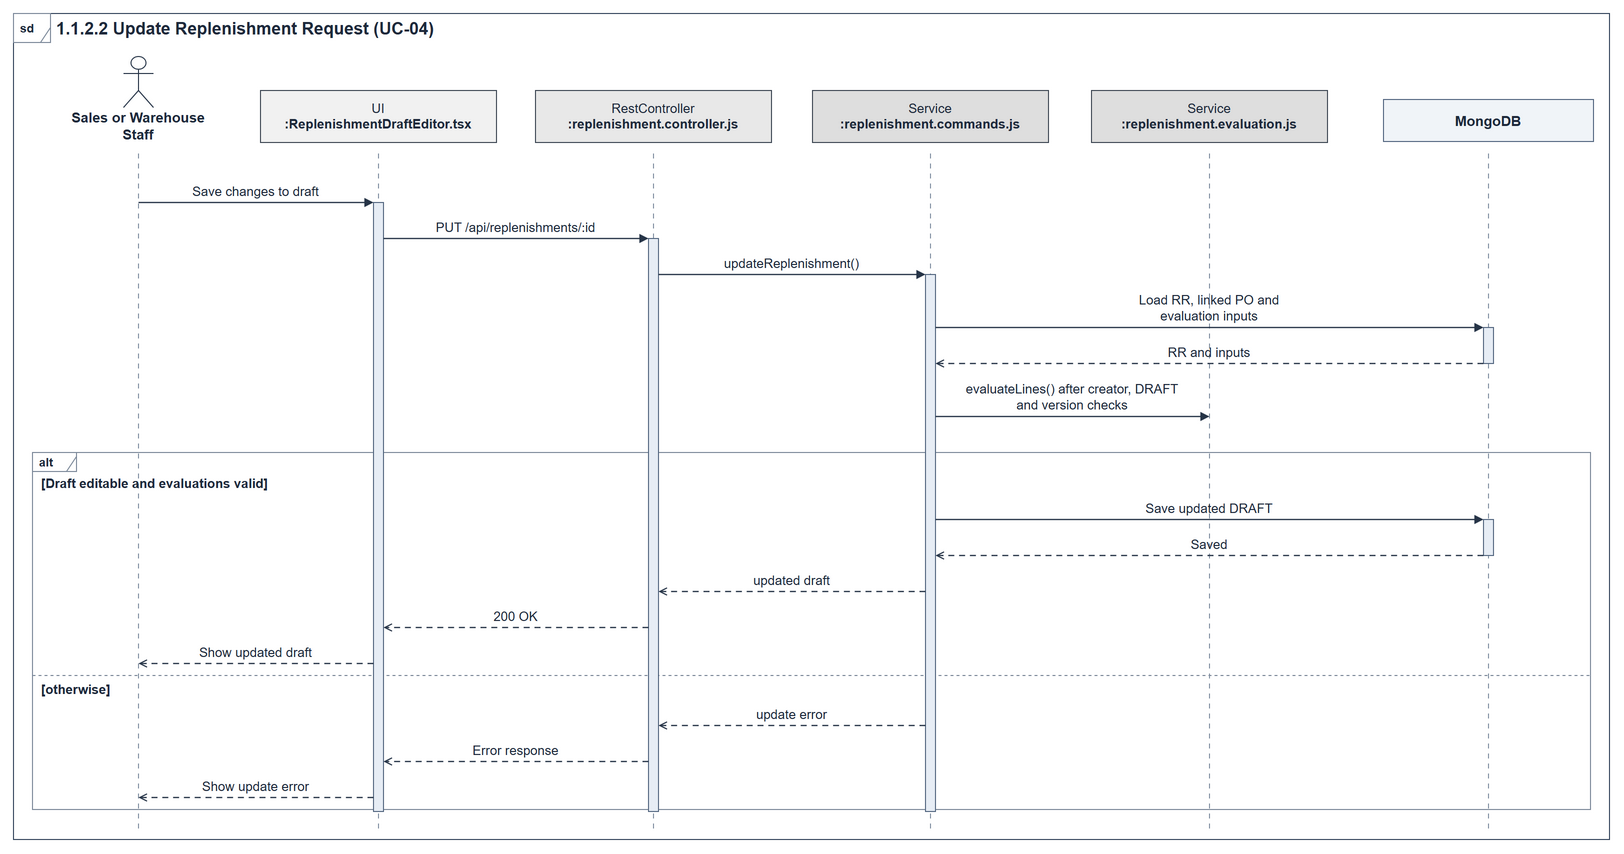 sd
1.1.2.2 Update Replenishment Request (UC-04)
Sales or Warehouse
Staff
UI
:ReplenishmentDraftEditor.tsx
RestController
:replenishment.controller.js
Service
:replenishment.commands.js
Service
:replenishment.evaluation.js
MongoDB
Save changes to draft
PUT /api/replenishments/:id
updateReplenishment()
Load RR, linked PO and
evaluation inputs
RR and inputs
evaluateLines() after creator, DRAFT
and version checks
alt
[Draft editable and evaluations valid]
Save updated DRAFT
Saved
updated draft
200 OK
Show updated draft
[otherwise]
update error
Error response
Show update error